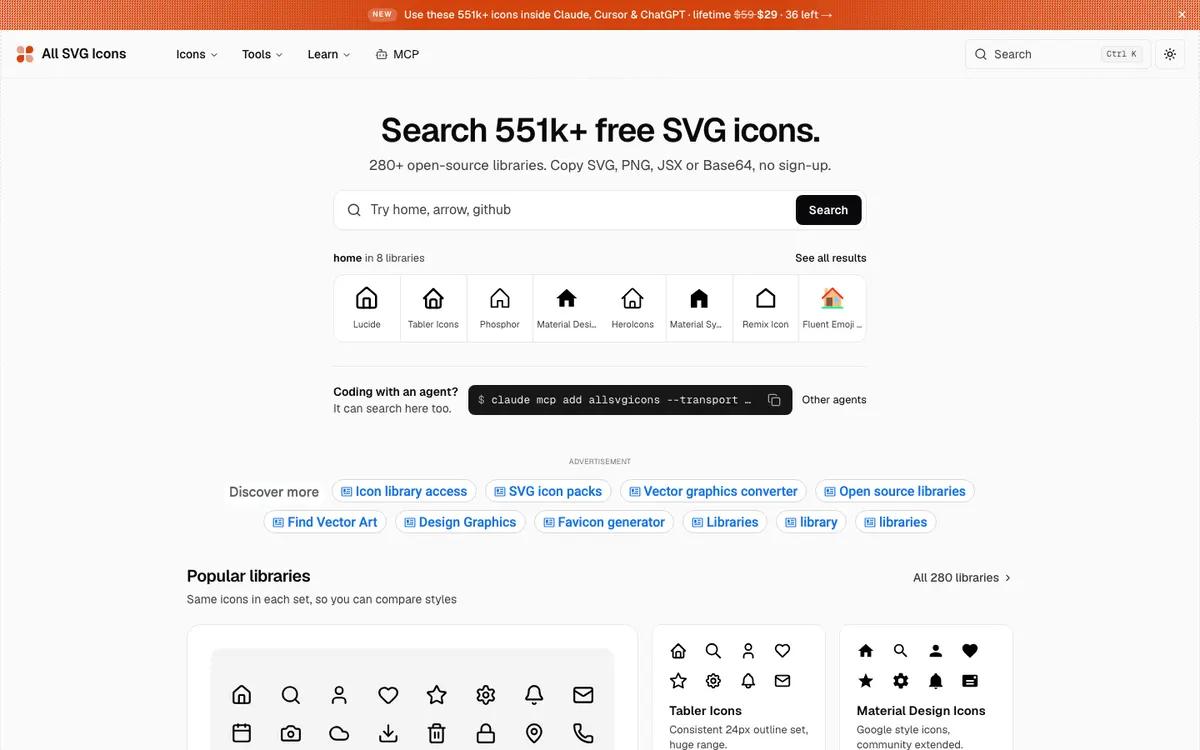 NEW Use these 551k+ icons inside Claude, Cursor & ChatGPT · lifetime $59 $29 · 36 left →
All SVG Icons Icons Tools Learn MCP Search Ctrl K
Search 551k+ free SVG icons.
280+ open-source libraries. Copy SVG, PNG, JSX or Base64, no sign-up.
Try home, arrow, github Search
home in 8 libraries See all results
Lucide Tabler Icons Phosphor Material Desi... HeroIcons Material Sy... Remix Icon Fluent Emoji ...
Coding with an agent?
It can search here too.
$ claude mcp add allsvgicons --transport …
Other agents
ADVERTISEMENT
Discover more Icon library access SVG icon packs Vector graphics converter Open source libraries
Find Vector Art Design Graphics Favicon generator Libraries library libraries
Popular libraries All 280 libraries
Same icons in each set, so you can compare styles
Tabler Icons
Consistent 24px outline set,
huge range.
Material Design Icons
Google style icons,
community extended.